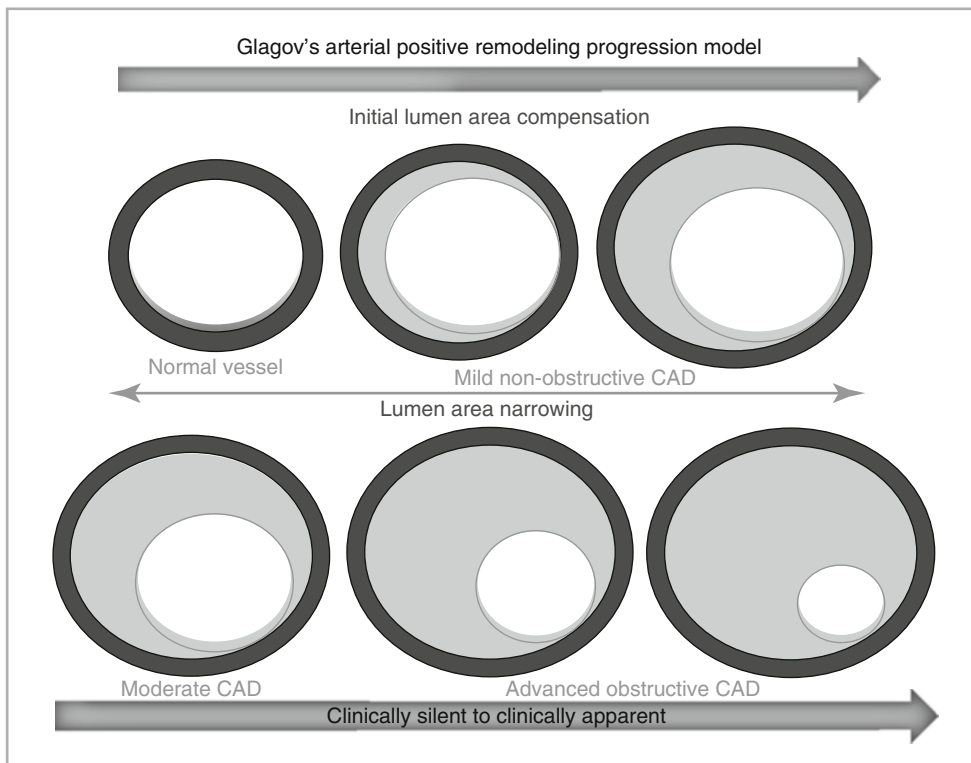 Glagov's arterial positive remodeling progression model
Initial lumen area compensation
Normal vessel
Mild non-obstructive CAD
Lumen area narrowing
Moderate CAD
Advanced obstructive CAD
Clinically silent to clinically apparent